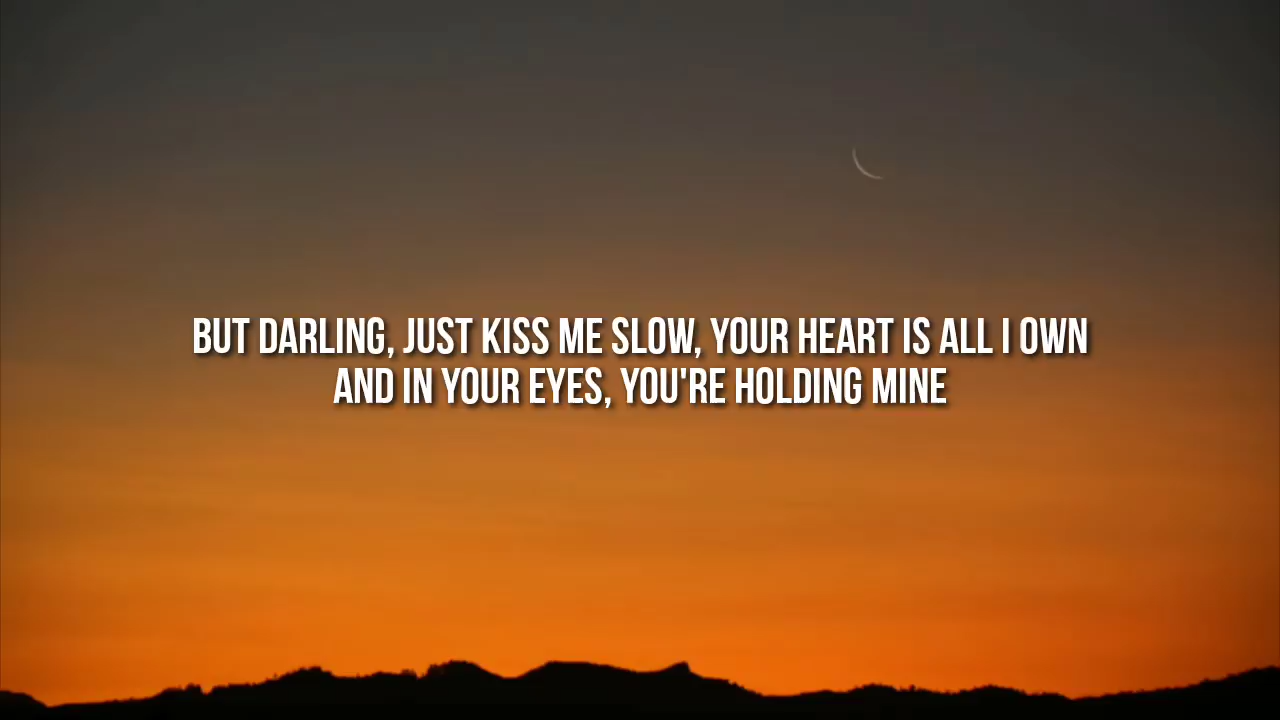 BUT DARLING, JUST KISS ME SLOW, YOUR HEART IS ALL I OWN
AND IN YOUR EYES, YOU'RE HOLDING MINE